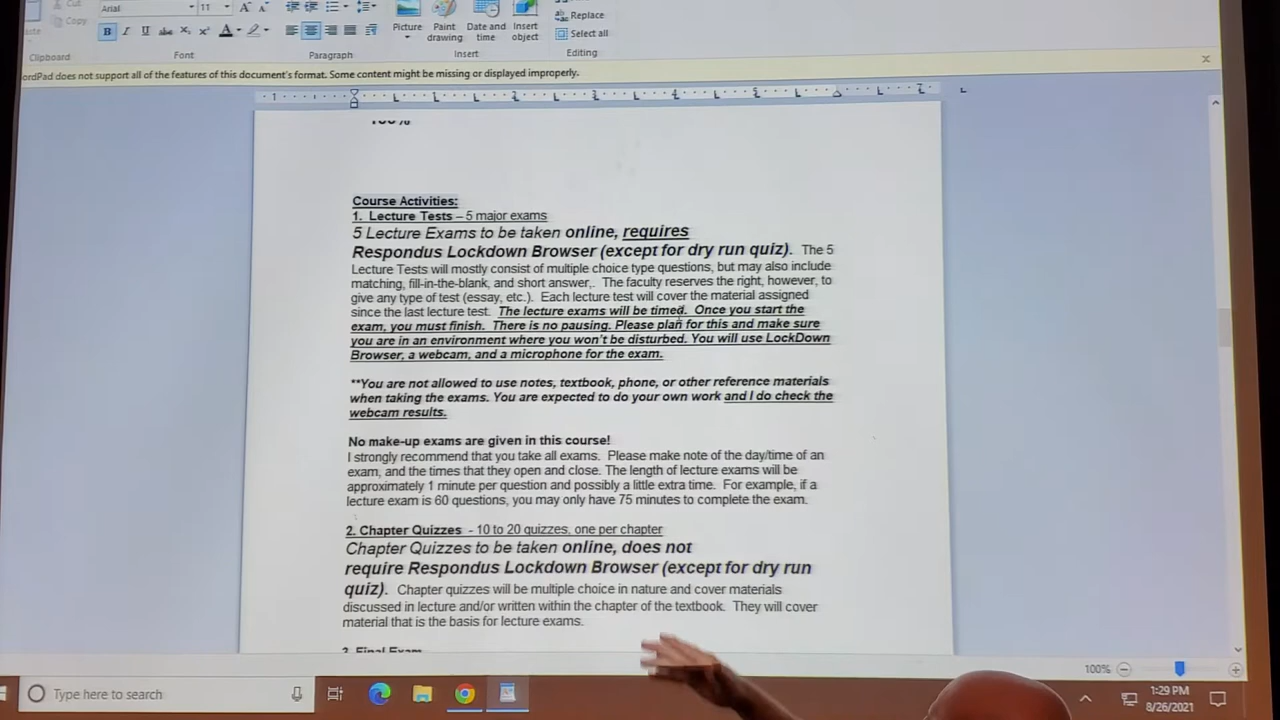 Cut
Copy
Arial
11
B I U abc X₂ X² A
Clipboard
Font
Paragraph
Picture
Paint drawing
Date and time
Insert object
Insert
Replace
Select all
Editing
ordPad does not support all of the features of this document's format. Some content might be missing or displayed improperly.
100%
Course Activities:
1. Lecture Tests – 5 major exams
5 Lecture Exams to be taken online, requires
Respondus Lockdown Browser (except for dry run quiz). The 5
Lecture Tests will mostly consist of multiple choice type questions, but may also include
matching, fill-in-the-blank, and short answer,. The faculty reserves the right, however, to
give any type of test (essay, etc.). Each lecture test will cover the material assigned
since the last lecture test. The lecture exams will be timed. Once you start the
exam, you must finish. There is no pausing. Please plan for this and make sure
you are in an environment where you won't be disturbed. You will use LockDown
Browser, a webcam, and a microphone for the exam.
**You are not allowed to use notes, textbook, phone, or other reference materials
when taking the exams. You are expected to do your own work and I do check the
webcam results.
No make-up exams are given in this course!
I strongly recommend that you take all exams. Please make note of the day/time of an
exam, and the times that they open and close. The length of lecture exams will be
approximately 1 minute per question and possibly a little extra time. For example, if a
lecture exam is 60 questions, you may only have 75 minutes to complete the exam.
2. Chapter Quizzes - 10 to 20 quizzes, one per chapter
Chapter Quizzes to be taken online, does not
require Respondus Lockdown Browser (except for dry run
quiz). Chapter quizzes will be multiple choice in nature and cover materials
discussed in lecture and/or written within the chapter of the textbook. They will cover
material that is the basis for lecture exams.
3. Final Exam
100%
Type here to search
1:29 PM
8/26/2021